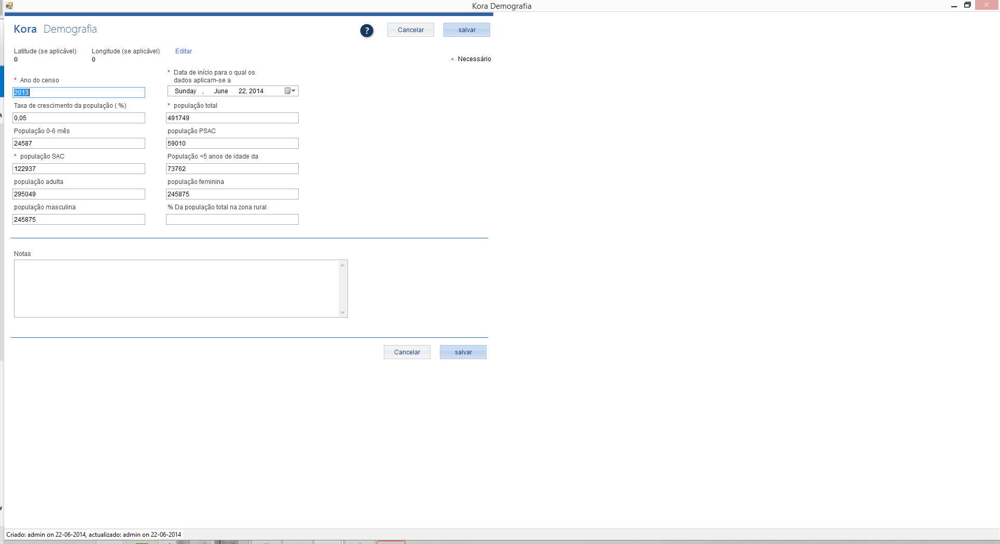 Kora Demografia
Kora Demografia
?
Cancelar
salvar
Latitude (se aplicável)
0
Longitude (se aplicável)
0
Editar
* Necessário
* Ano do censo
2013
* Data de início para o qual os
dados aplicam-se a
Sunday , June 22, 2014
Taxa de crescimento da população ( %)
0,05
* população total
491749
População 0-6 mês
24587
população PSAC
59010
* população SAC
122937
População <5 anos de idade da
73762
população adulta
295049
população feminina
245875
população masculina
245875
% Da população total na zona rural
Notas
Cancelar
salvar
Criado: admin on 22-06-2014, actualizado: admin on 22-06-2014